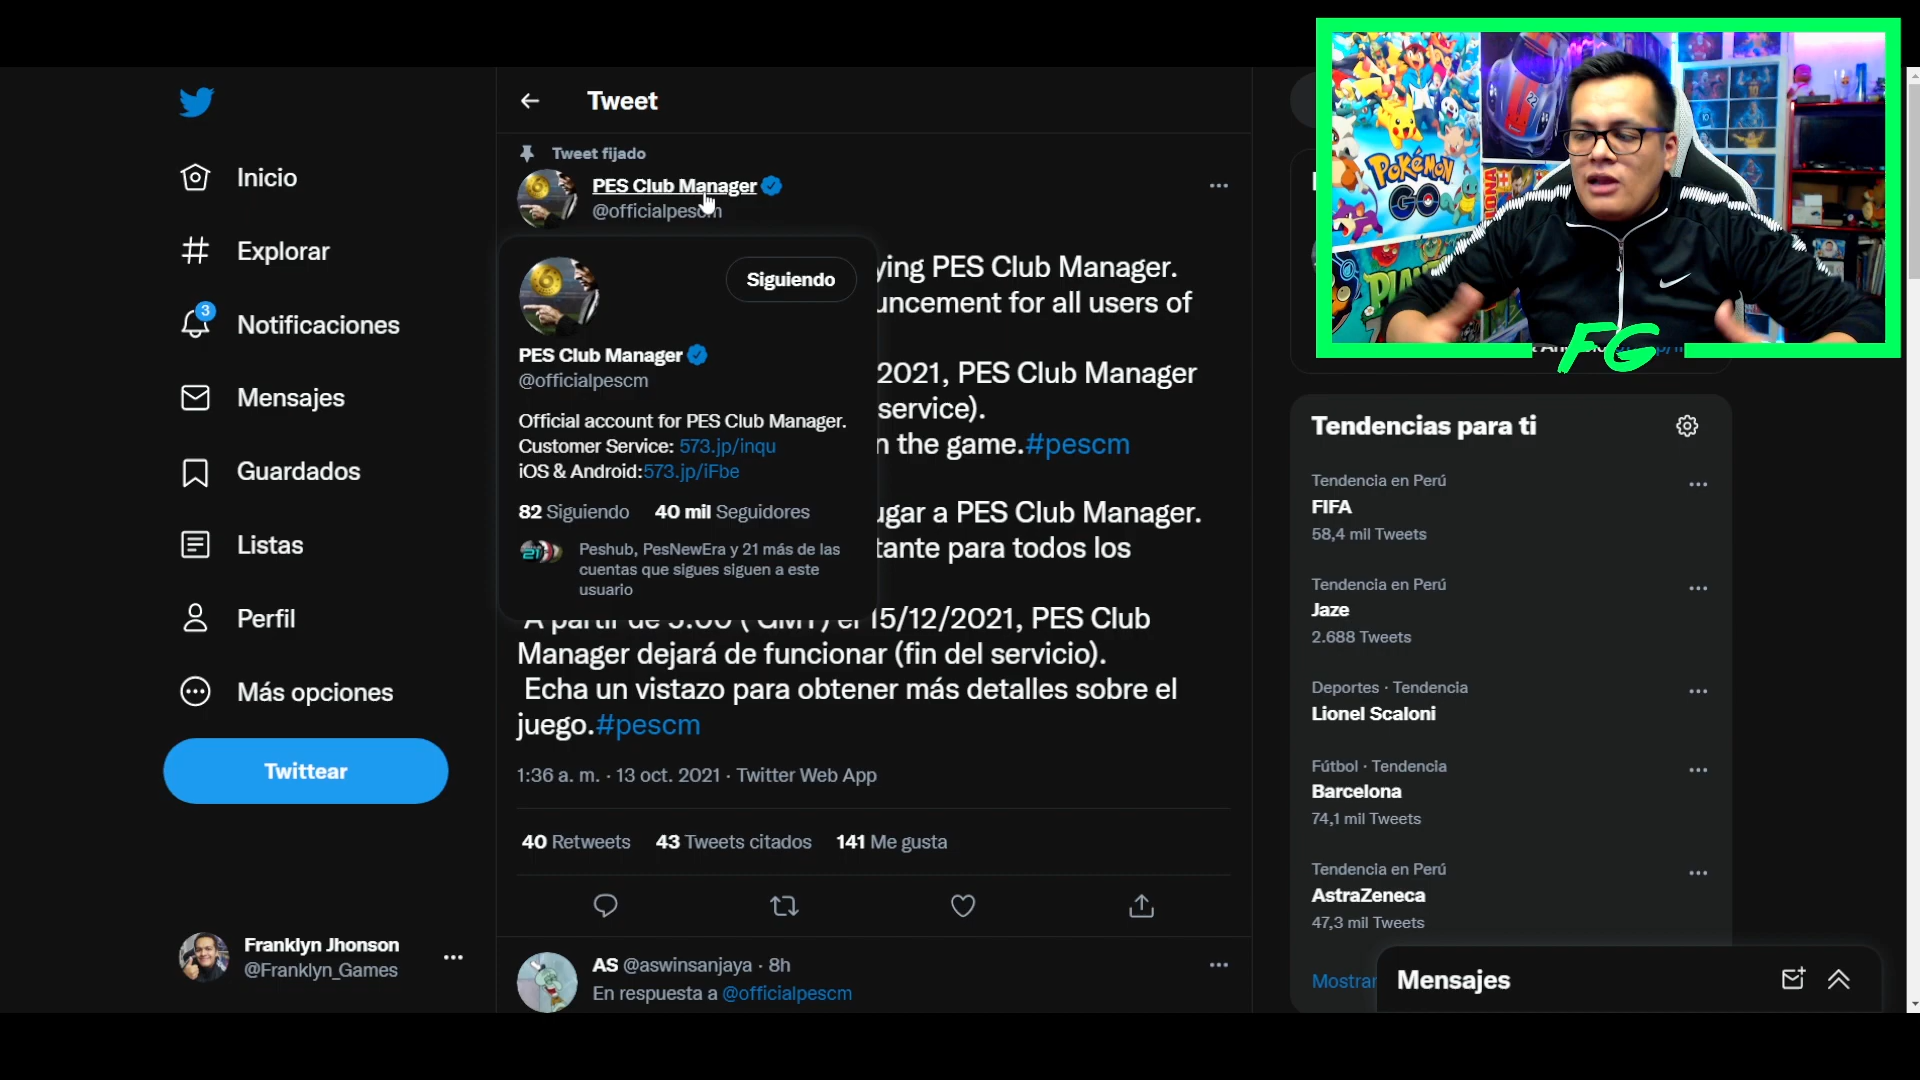 Tweet
Tweet fijado
PES Club Manager
@officialpescm
Inicio
Explorar
3
Notificaciones
Mensajes
Guardados
Listas
Perfil
Más opciones
Twittear
Franklyn Jhonson
@Franklyn_Games
Siguiendo
PES Club Manager
@officialpescm
Official account for PES Club Manager.
Customer Service: 573.jp/inqu
iOS & Android:573.jp/iFbe
82 Siguiendo 40 mil Seguidores
Peshub, PesNewEra y 21 más de las
cuentas que sigues siguen a este
usuario
ying PES Club Manager.
uncement for all users of
2021, PES Club Manager
service).
n the game.#pescm
ugar a PES Club Manager.
tante para todos los
A partir de (GMT) el 15/12/2021, PES Club
Manager dejará de funcionar (fin del servicio).
Echa un vistazo para obtener más detalles sobre el
juego.#pescm
1:36 a. m. · 13 oct. 2021 · Twitter Web App
40 Retweets 43 Tweets citados 141 Me gusta
AS @aswinsanjaya · 8h
En respuesta a @officialpescm
POKÉMON
GO
FG
Tendencias para ti
Tendencia en Perú
FIFA
58,4 mil Tweets
Tendencia en Perú
Jaze
2.688 Tweets
Deportes · Tendencia
Lionel Scaloni
Fútbol · Tendencia
Barcelona
74,1 mil Tweets
Tendencia en Perú
AstraZeneca
47,3 mil Tweets
Mostrar
Mensajes